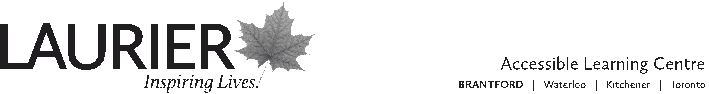 LAURIER
Inspiring Lives.
Accessible Learning Centre
BRANTFORD | Waterloo | Kitchener | Toronto